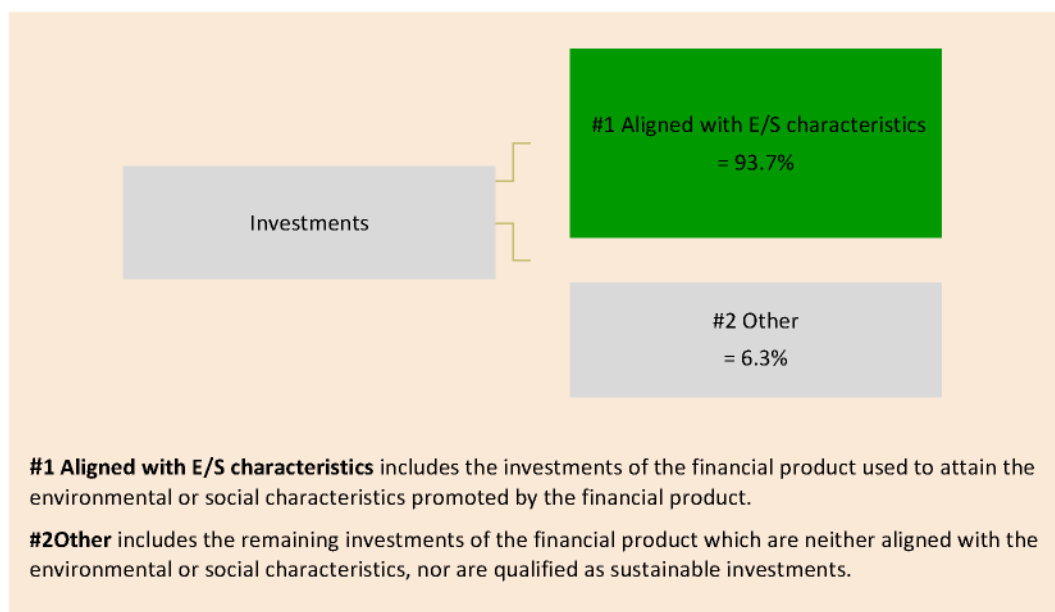 #1 Aligned with E/S characteristics
= 93.7%
Investments
#2 Other
= 6.3%
#1 Aligned with E/S characteristics includes the investments of the financial product used to attain the
environmental or social characteristics promoted by the financial product.
#2Other includes the remaining investments of the financial product which are neither aligned with the
environmental or social characteristics, nor are qualified as sustainable investments.